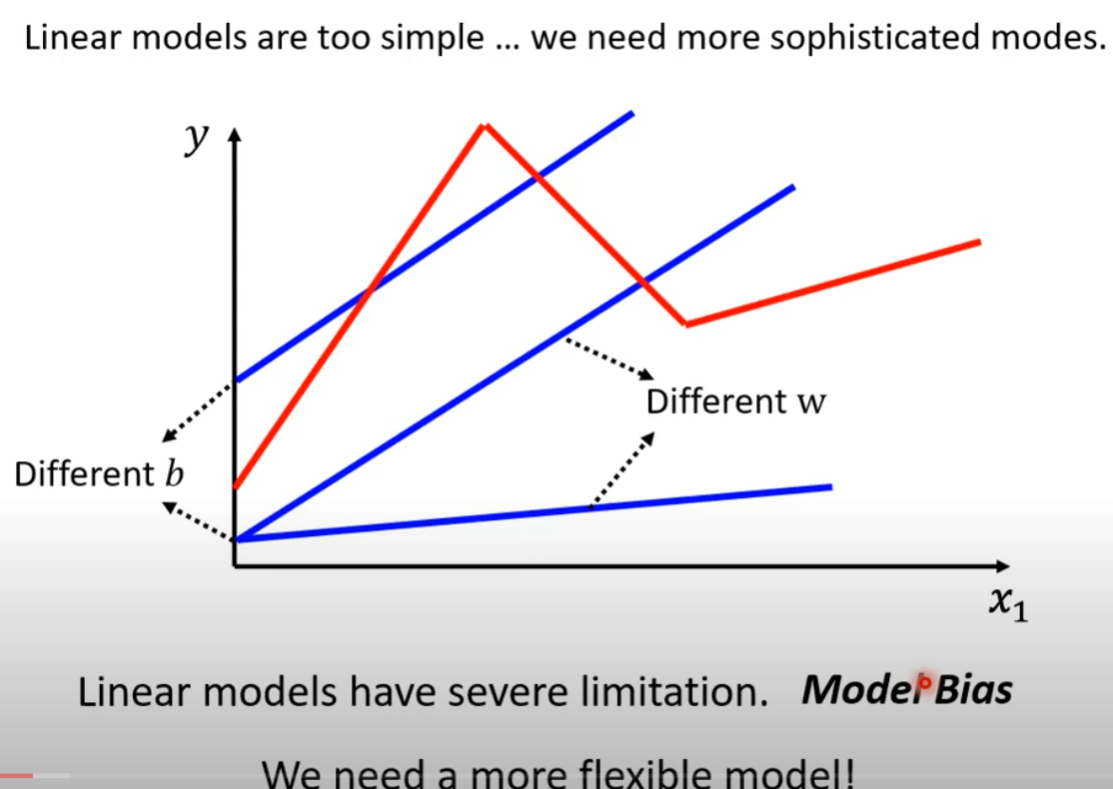 Linear models are too simple ... we need more sophisticated modes.
y
Different w
Different b
x₁
Linear models have severe limitation. Model Bias
We need a more flexible model!